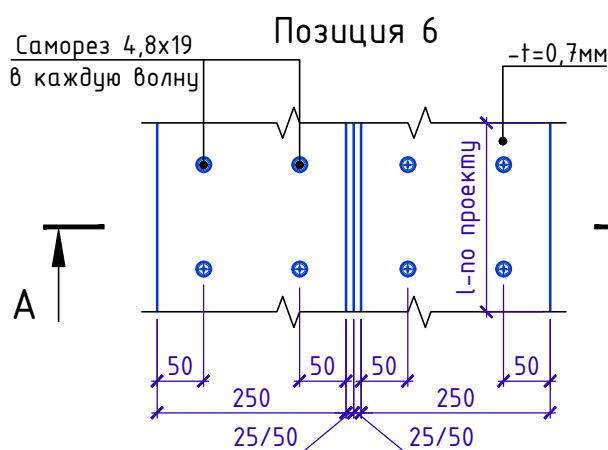 Позиция 6
Саморез 4,8х19
в каждую волну
-t=0,7мм
l-по проекту
А
50 50 50 50
250 250
25/50 25/50